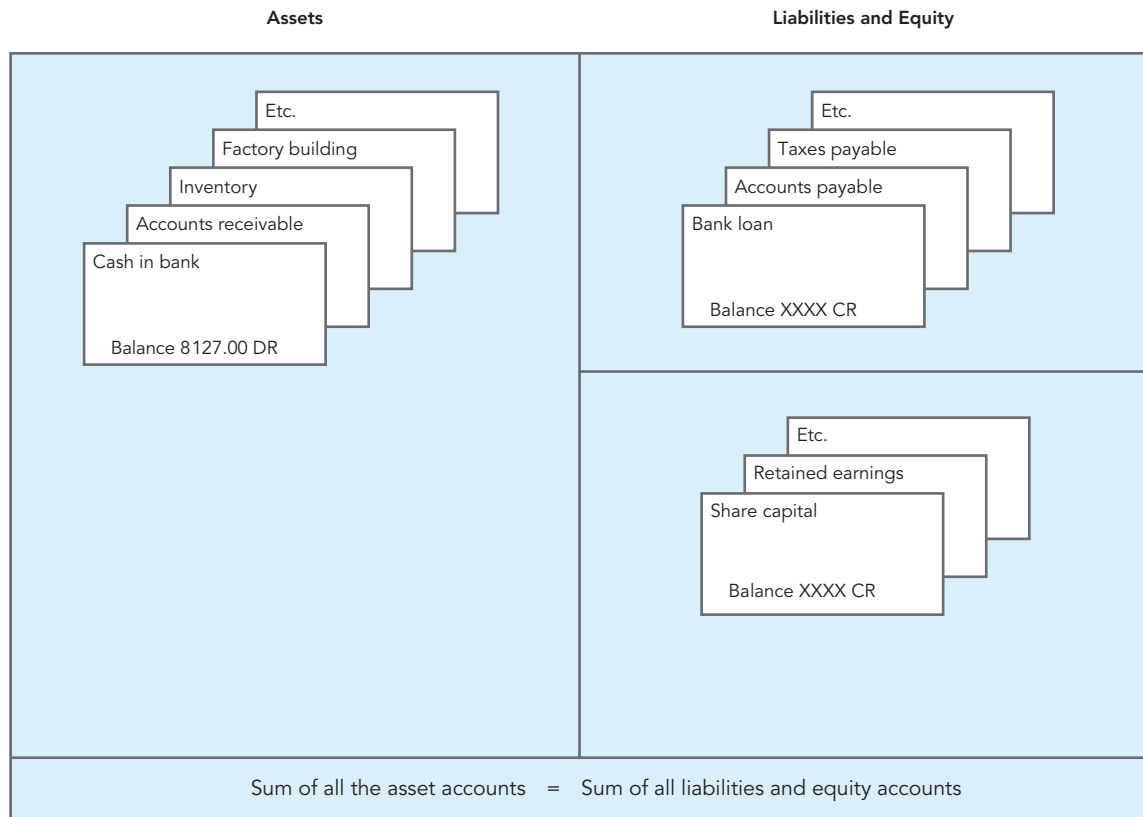 Assets
Liabilities and Equity
Etc.
Factory building
Inventory
Accounts receivable
Cash in bank
Balance 8127.00 DR
Etc.
Taxes payable
Accounts payable
Bank loan
Balance XXXX CR
Etc.
Retained earnings
Share capital
Balance XXXX CR
Sum of all the asset accounts = Sum of all liabilities and equity accounts